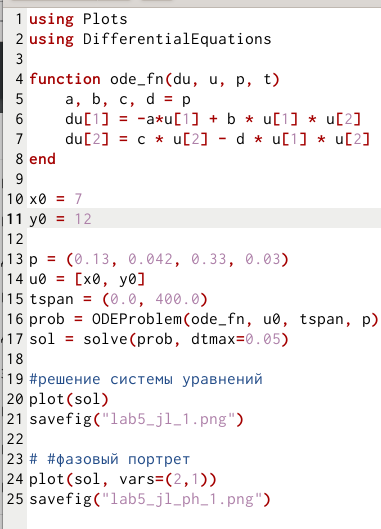 1 using Plots
2 using DifferentialEquations
3
4 function ode_fn(du, u, p, t)
5     a, b, c, d = p
6     du[1] = -a*u[1] + b * u[1] * u[2]
7     du[2] = c * u[2] - d * u[1] * u[2]
8 end
9
10 x0 = 7
11 y0 = 12
12
13 p = (0.13, 0.042, 0.33, 0.03)
14 u0 = [x0, y0]
15 tspan = (0.0, 400.0)
16 prob = ODEProblem(ode_fn, u0, tspan, p)
17 sol = solve(prob, dtmax=0.05)
18
19 #решение системы уравнений
20 plot(sol)
21 savefig("lab5_jl_1.png")
22
23 # #фазовый портрет
24 plot(sol, vars=(2,1))
25 savefig("lab5_jl_ph_1.png")